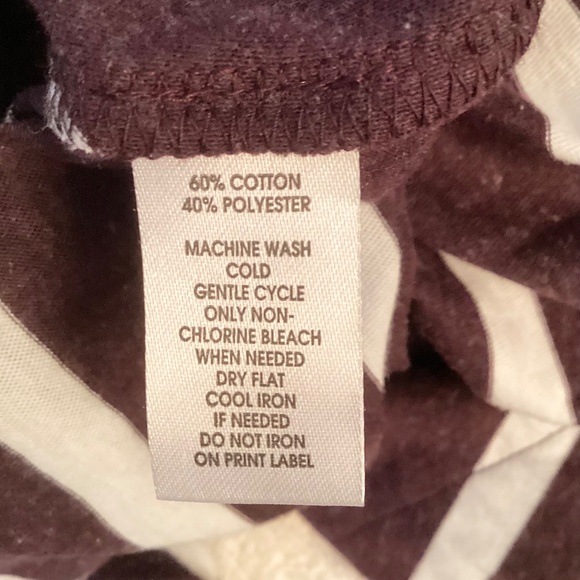 60% COTTON
40% POLYESTER
MACHINE WASH
COLD
GENTLE CYCLE
ONLY NON-
CHLORINE BLEACH
WHEN NEEDED
DRY FLAT
COOL IRON
IF NEEDED
DO NOT IRON
ON PRINT LABEL